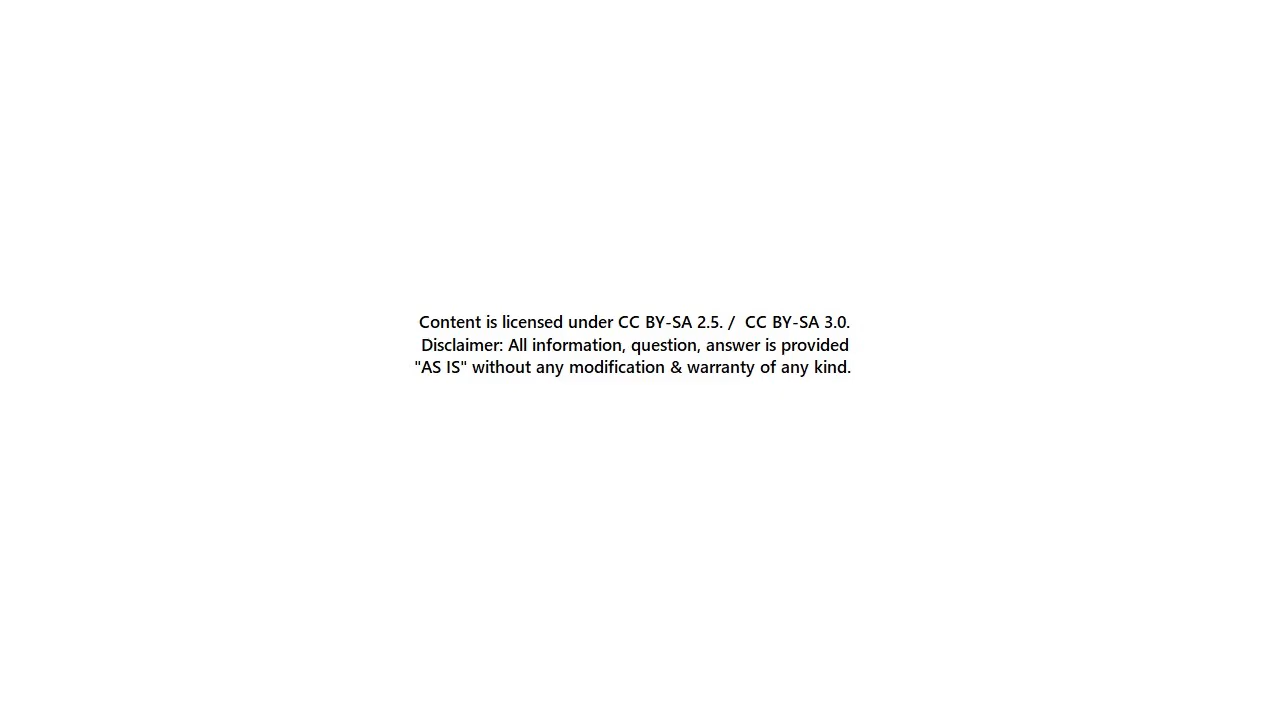 Content is licensed under CC BY-SA 2.5. /  CC BY-SA 3.0.
Disclaimer: All information, question, answer is provided
"AS IS" without any modification & warranty of any kind.